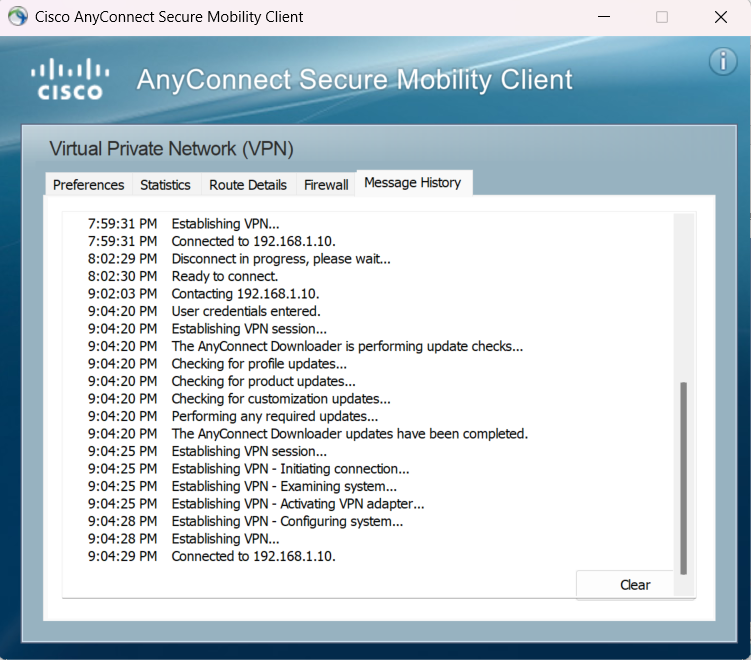 Cisco AnyConnect Secure Mobility Client
CISCO
AnyConnect Secure Mobility Client
Virtual Private Network (VPN)
Preferences Statistics Route Details Firewall Message History
7:59:31 PM Establishing VPN...
7:59:31 PM Connected to 192.168.1.10.
8:02:29 PM Disconnect in progress, please wait...
8:02:30 PM Ready to connect.
9:02:03 PM Contacting 192.168.1.10.
9:04:20 PM User credentials entered.
9:04:20 PM Establishing VPN session...
9:04:20 PM The AnyConnect Downloader is performing update checks...
9:04:20 PM Checking for profile updates...
9:04:20 PM Checking for product updates...
9:04:20 PM Checking for customization updates...
9:04:20 PM Performing any required updates...
9:04:20 PM The AnyConnect Downloader updates have been completed.
9:04:25 PM Establishing VPN session...
9:04:25 PM Establishing VPN - Initiating connection...
9:04:25 PM Establishing VPN - Examining system...
9:04:25 PM Establishing VPN - Activating VPN adapter...
9:04:28 PM Establishing VPN - Configuring system...
9:04:28 PM Establishing VPN...
9:04:29 PM Connected to 192.168.1.10.
Clear